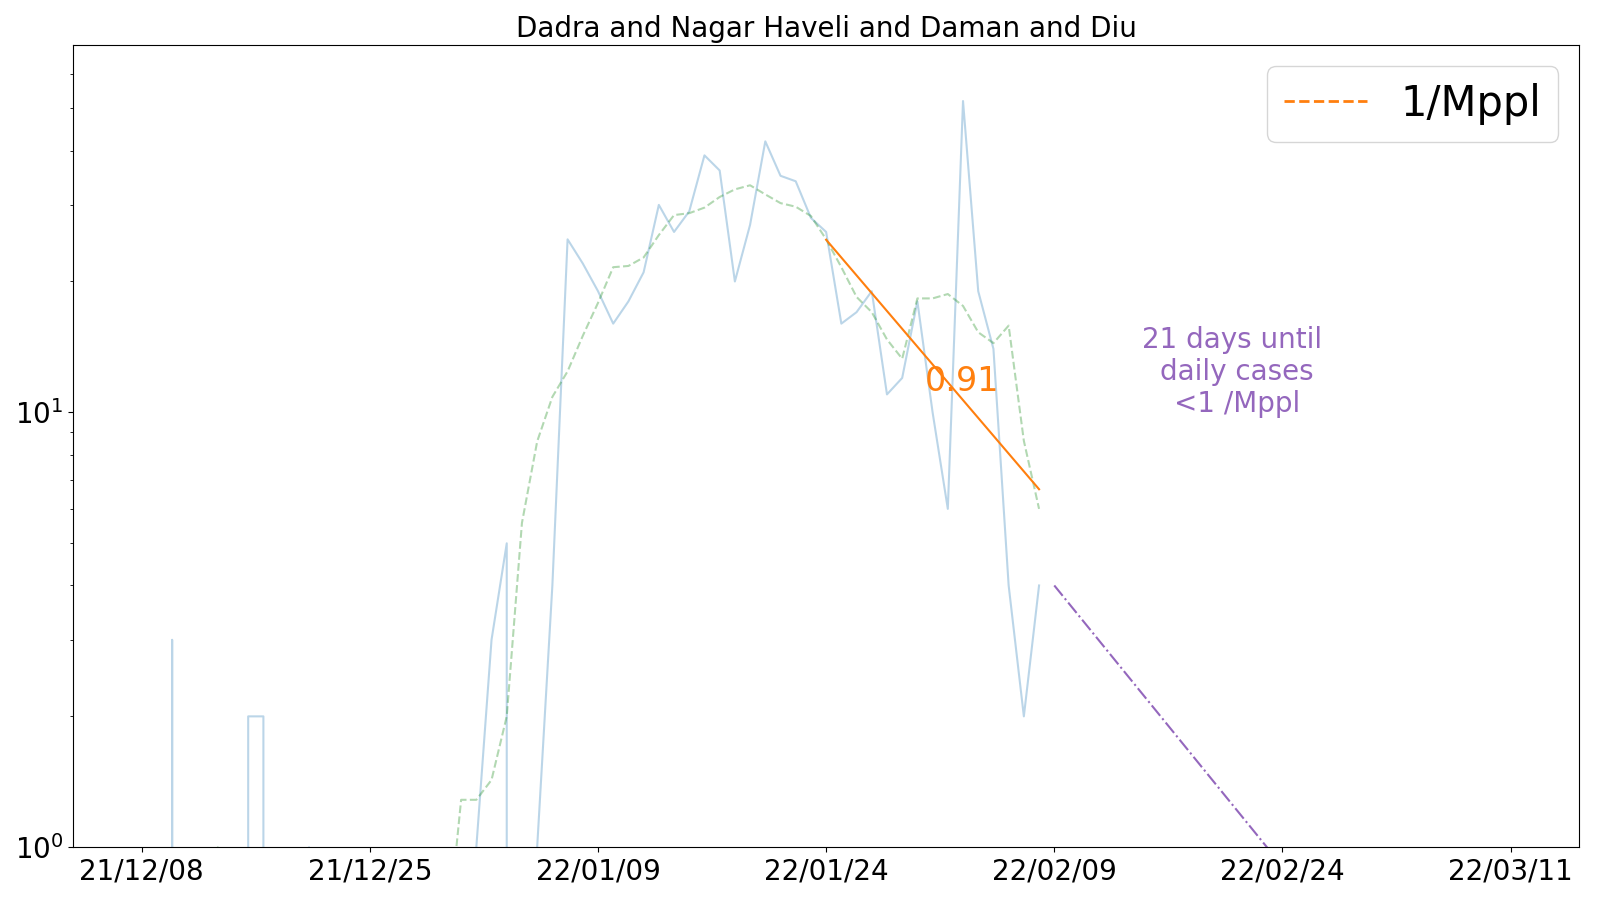 Dadra and Nagar Haveli and Daman and Diu
1/Mppl
21 days until
daily cases
<1 /Mppl
0.91
10¹
10⁰
21/12/08 21/12/25 22/01/09 22/01/24 22/02/09 22/02/24 22/03/11